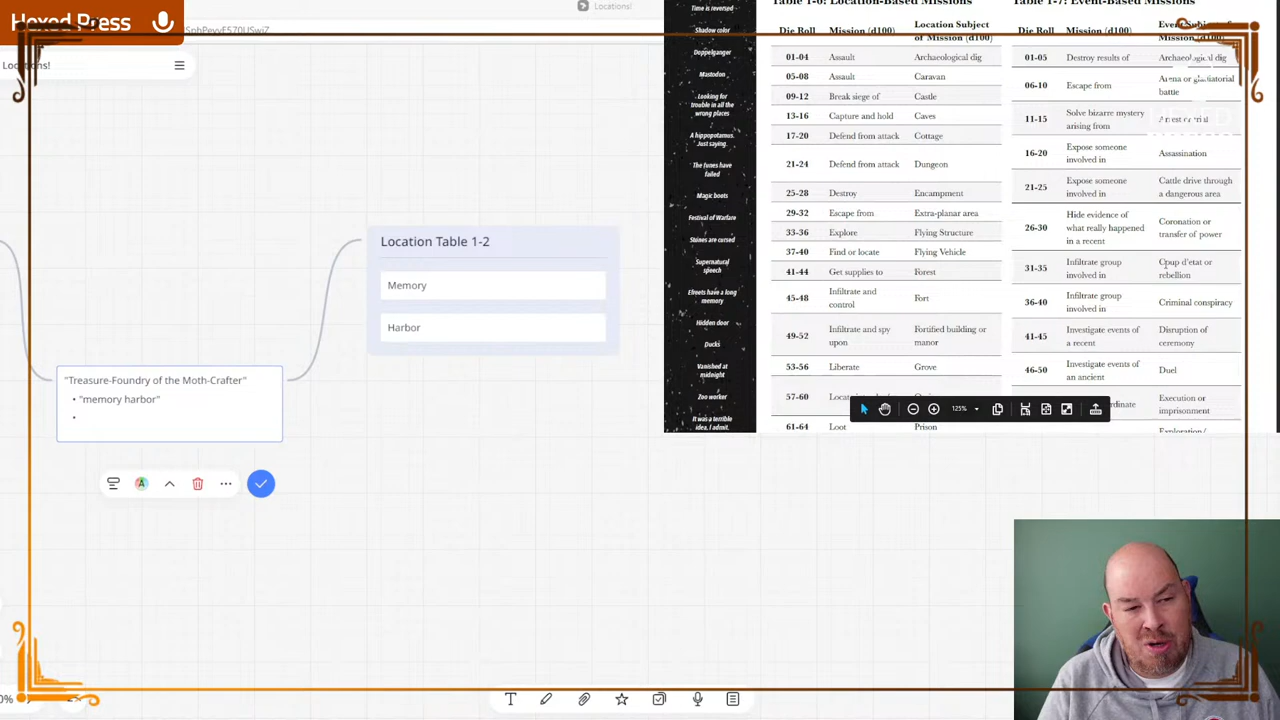 Hexed Press
SphPeyyE570USwiZ
Locations!
Locations!
"Treasure-Foundry of the Moth-Crafter"
• "memory harbor"
•
Location Table 1-2
Memory
Harbor
Time is reversed
Shadow color
Doppelganger
Mastodon
Looking for
trouble in all the
wrong places
A hippopotamus.
Just saying.
The runes have
failed
Magic boots
Festival of Warfare
Shines are cursed
Supernatural
speech
Efreets have a long
memory
Hidden door
Ducks
Vanished at
midnight
Zoo worker
It was a terrible
idea, I admit.
Table 1-6: Location-Based Missions
Die Roll Mission (d100) Location Subject
of Mission (d100)
01-04 Assault Archaeological dig
05-08 Assault Caravan
09-12 Break siege of Castle
13-16 Capture and hold Caves
17-20 Defend from attack Cottage
21-24 Defend from attack Dungeon
25-28 Destroy Encampment
29-32 Escape from Extra-planar area
33-36 Explore Flying Structure
37-40 Find or locate Flying Vehicle
41-44 Get supplies to Forest
45-48 Infiltrate and
control Fort
49-52 Infiltrate and spy
upon Fortified building or
manor
53-56 Liberate Grove
57-60
61-64 Loot Prison
Table 1-7: Event-Based Missions
Die Roll Mission (d100) Event Subject of
Mission (d100)
01-05 Destroy results of Archaeological dig
06-10 Escape from Arena or gladiatorial
battle
11-15 Solve bizarre mystery
arising from Arrest or trial
16-20 Expose someone
involved in Assassination
21-25 Expose someone
involved in Cattle drive through
a dangerous area
26-30 Hide evidence of
what really happened
in a recent Coronation or
transfer of power
31-35 Infiltrate group
involved in Coup d'etat or
rebellion
36-40 Infiltrate group
involved in Criminal conspiracy
41-45 Investigate events of
a recent Disruption of
ceremony
46-50 Investigate events of
an ancient Duel
Execution or
imprisonment
125%